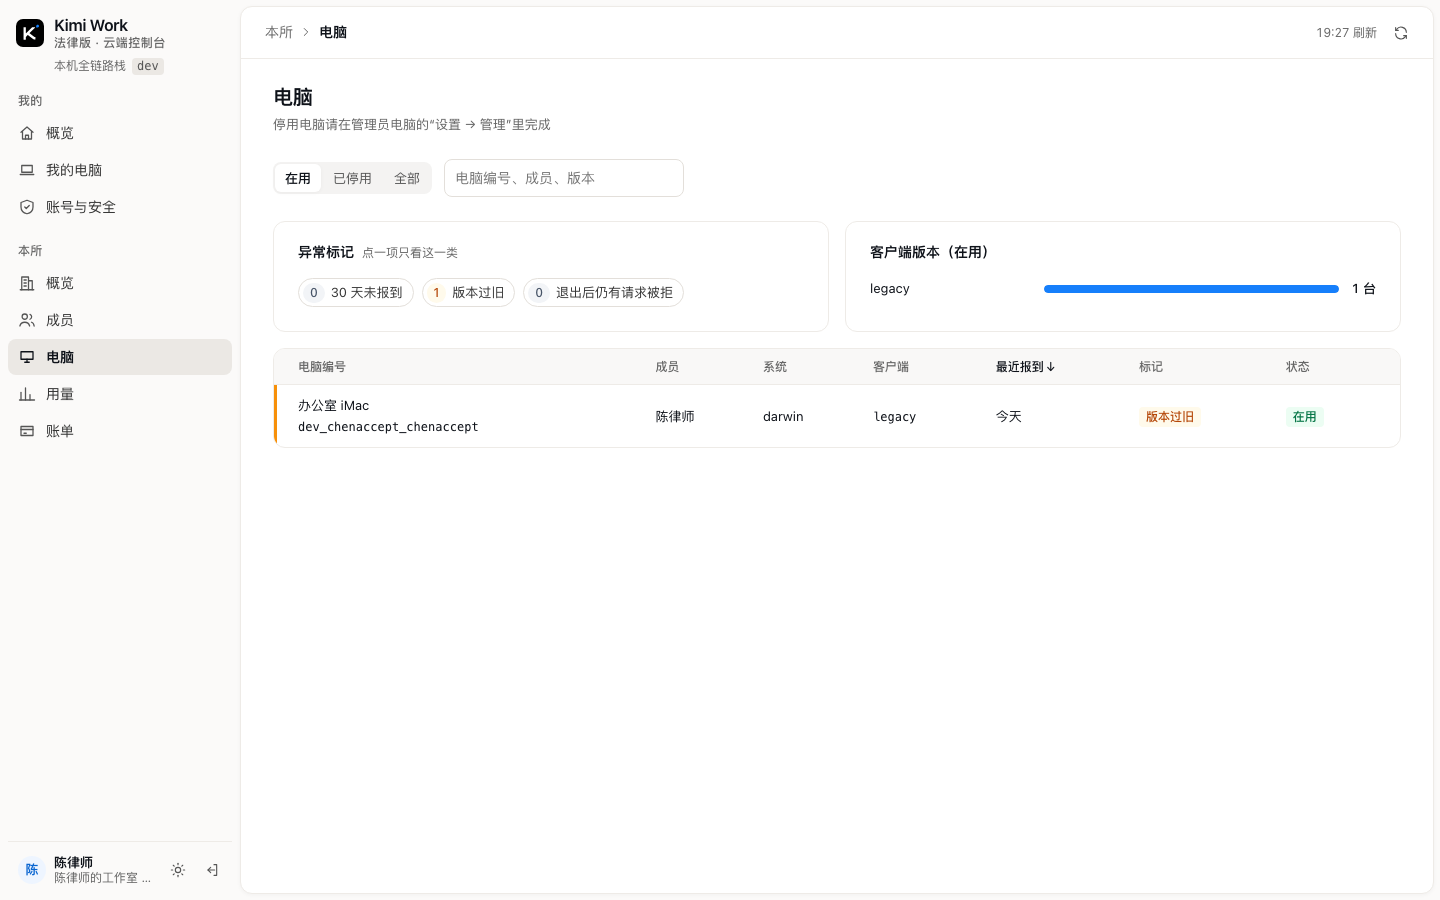 Kimi Work
法律版 · 云端控制台
本机全链路栈 dev
我的
概览
我的电脑
账号与安全
本所
概览
成员
电脑
用量
账单
陈律师
陈律师的工作室 ...
本所 > 电脑
19:27 刷新
电脑
停用电脑请在管理员电脑的“设置 → 管理”里完成
在用 已停用 全部
电脑编号、成员、版本
异常标记 点一项只看这一类
0 30 天未报到 1 版本过旧 0 退出后仍有请求被拒
客户端版本（在用）
legacy 1 台
电脑编号 成员 系统 客户端 最近报到↓ 标记 状态
办公室 iMac
dev_chenaccept_chenaccept
陈律师 darwin legacy 今天 版本过旧 在用